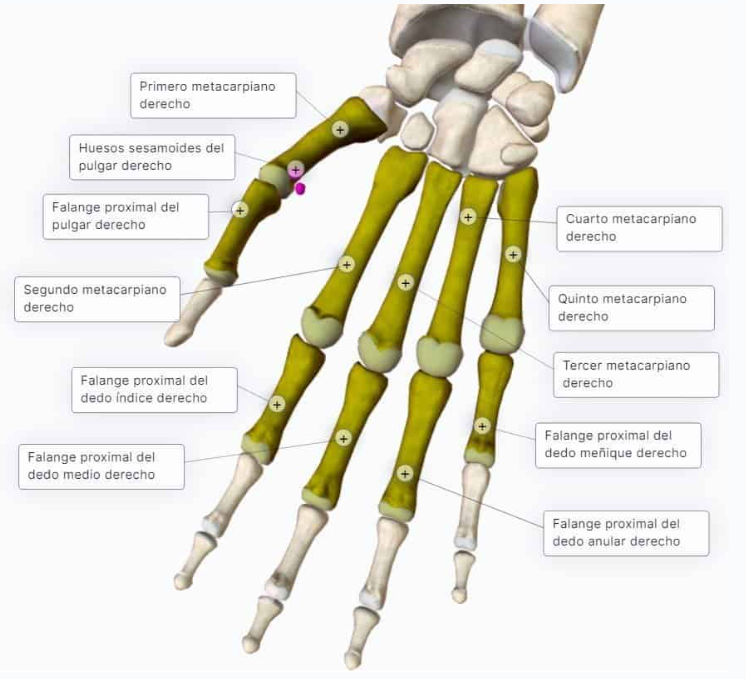 Primero metacarpiano
derecho
Huesos sesamoides del
pulgar derecho
Falange proximal del
pulgar derecho
Segundo metacarpiano
derecho
Falange proximal del
dedo índice derecho
Falange proximal del
dedo medio derecho
Cuarto metacarpiano
derecho
Quinto metacarpiano
derecho
Tercer metacarpiano
derecho
Falange proximal del
dedo meñique derecho
Falange proximal del
dedo anular derecho